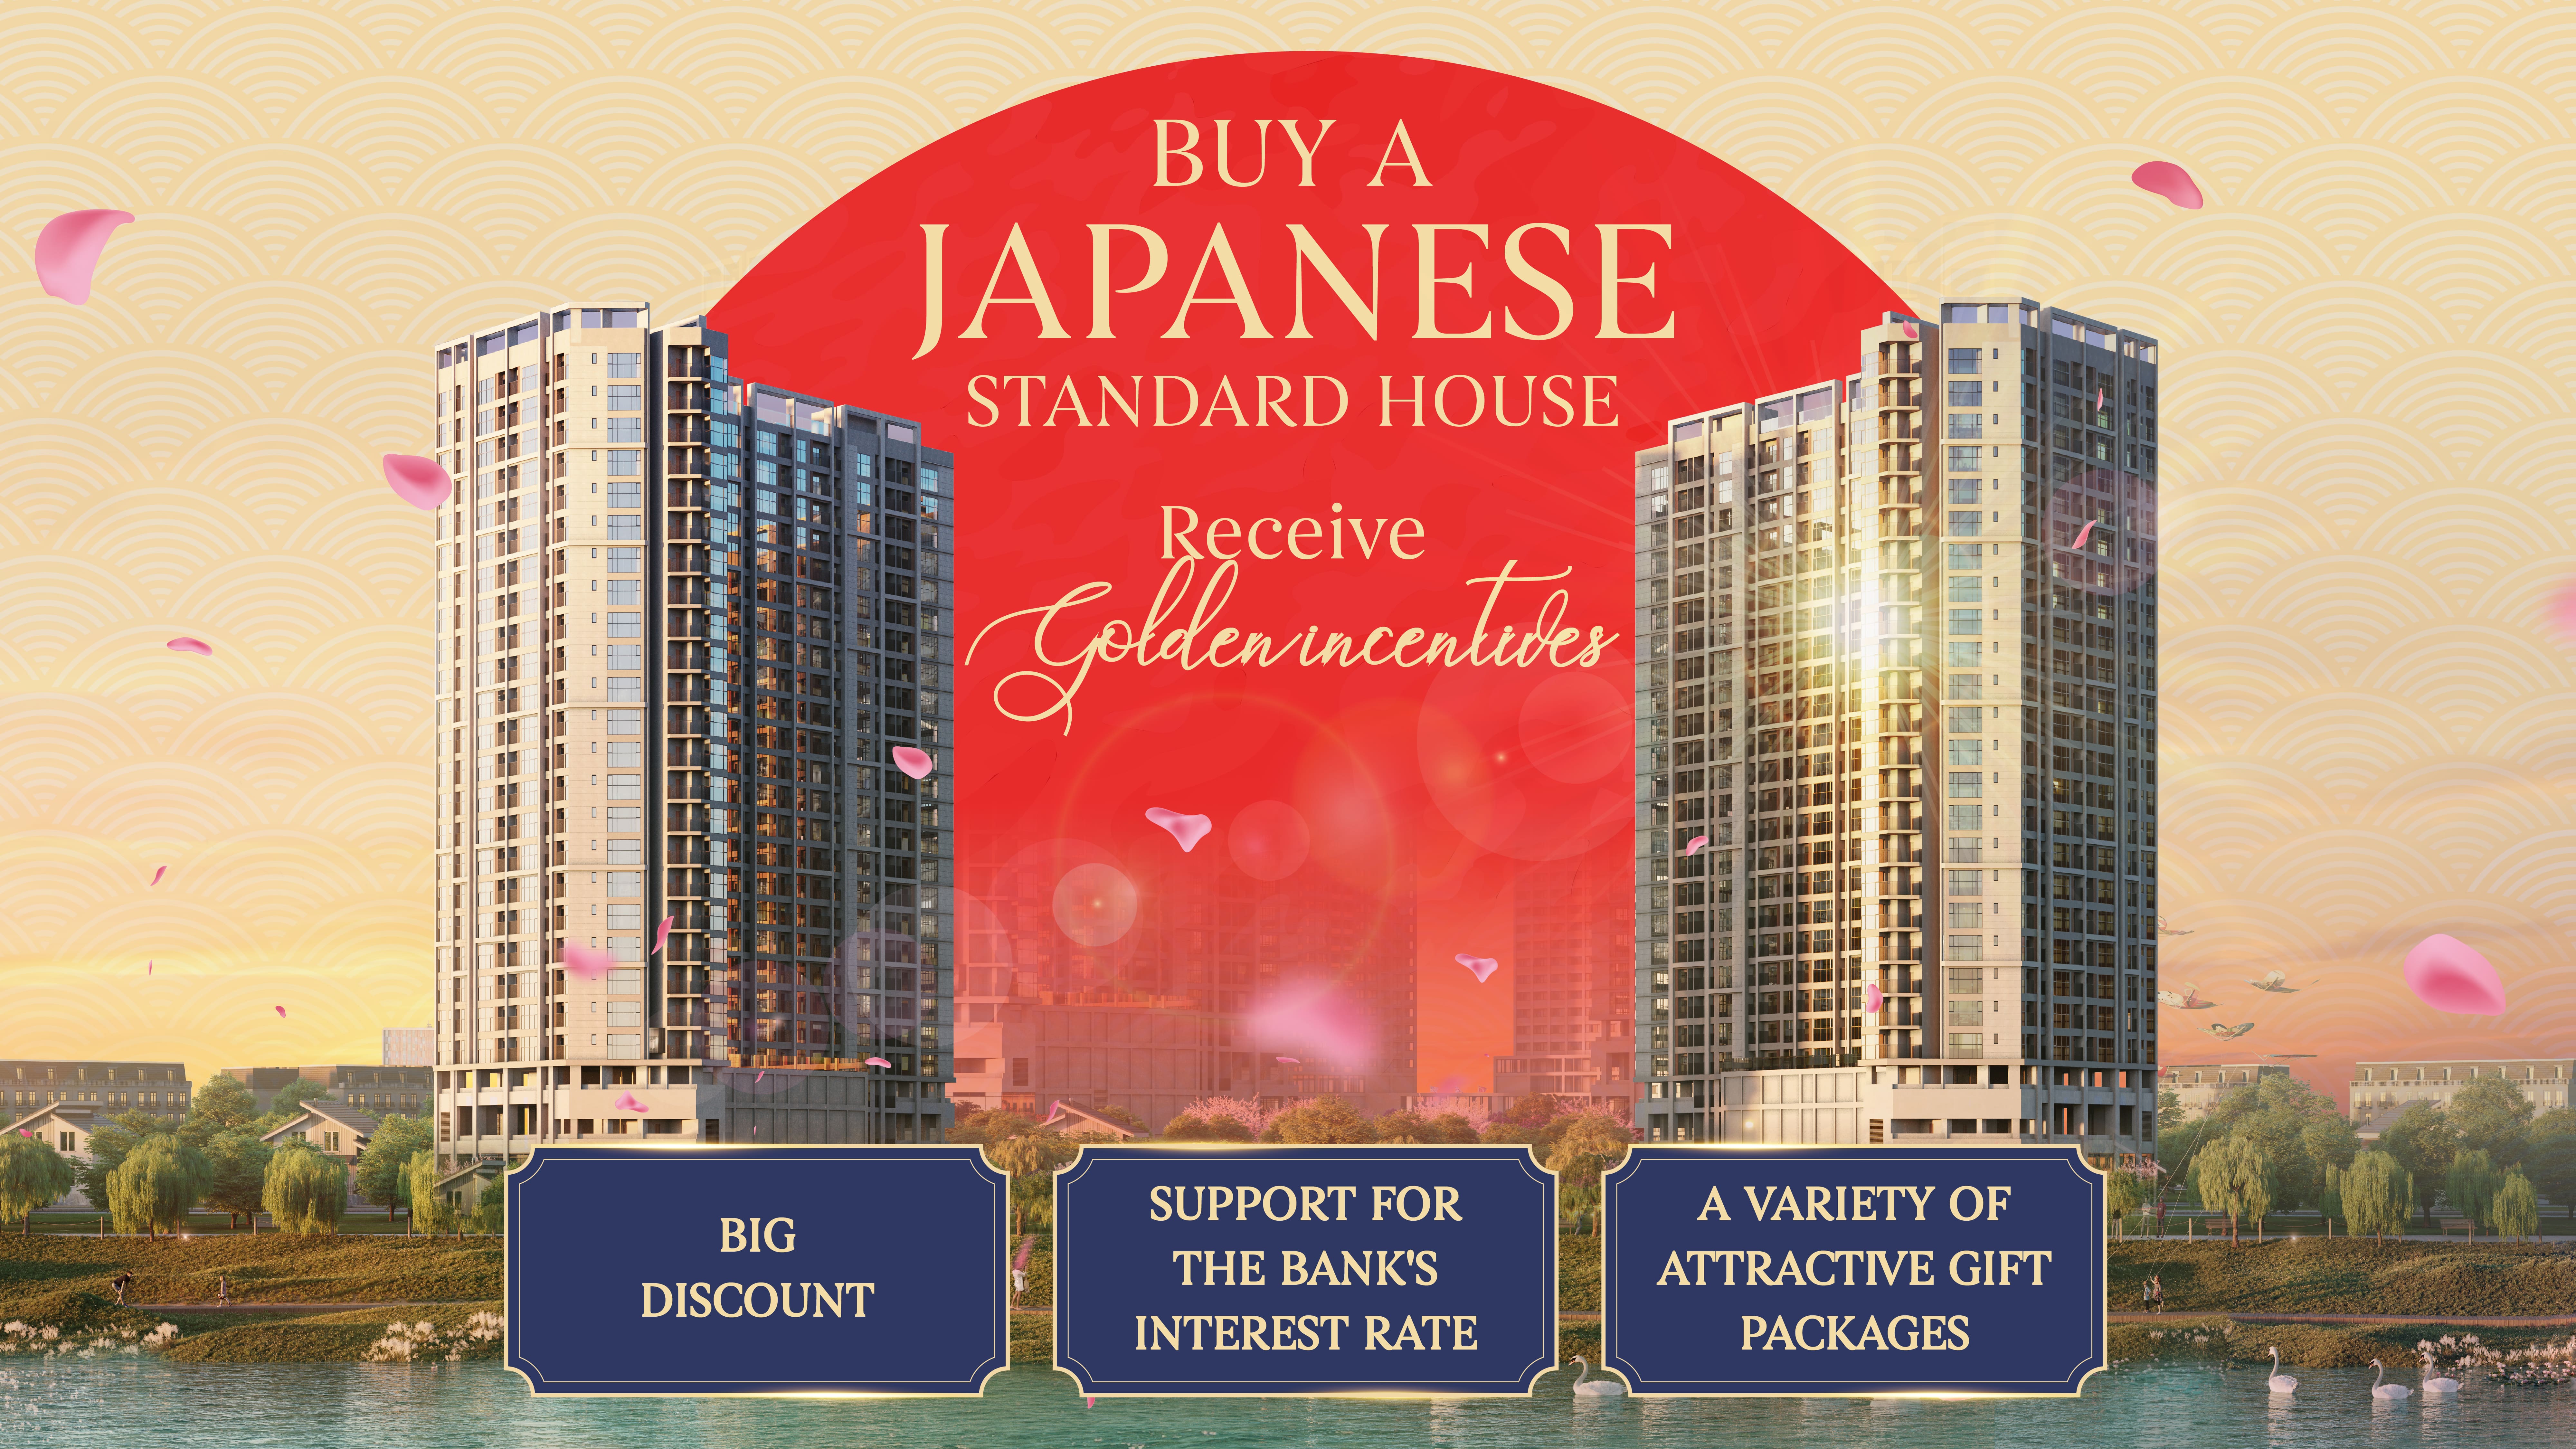 BUY A
JAPANESE
STANDARD HOUSE
Receive
Golden incentives
BIG
DISCOUNT
SUPPORT FOR
THE BANK'S
INTEREST RATE
A VARIETY OF
ATTRACTIVE GIFT
PACKAGES